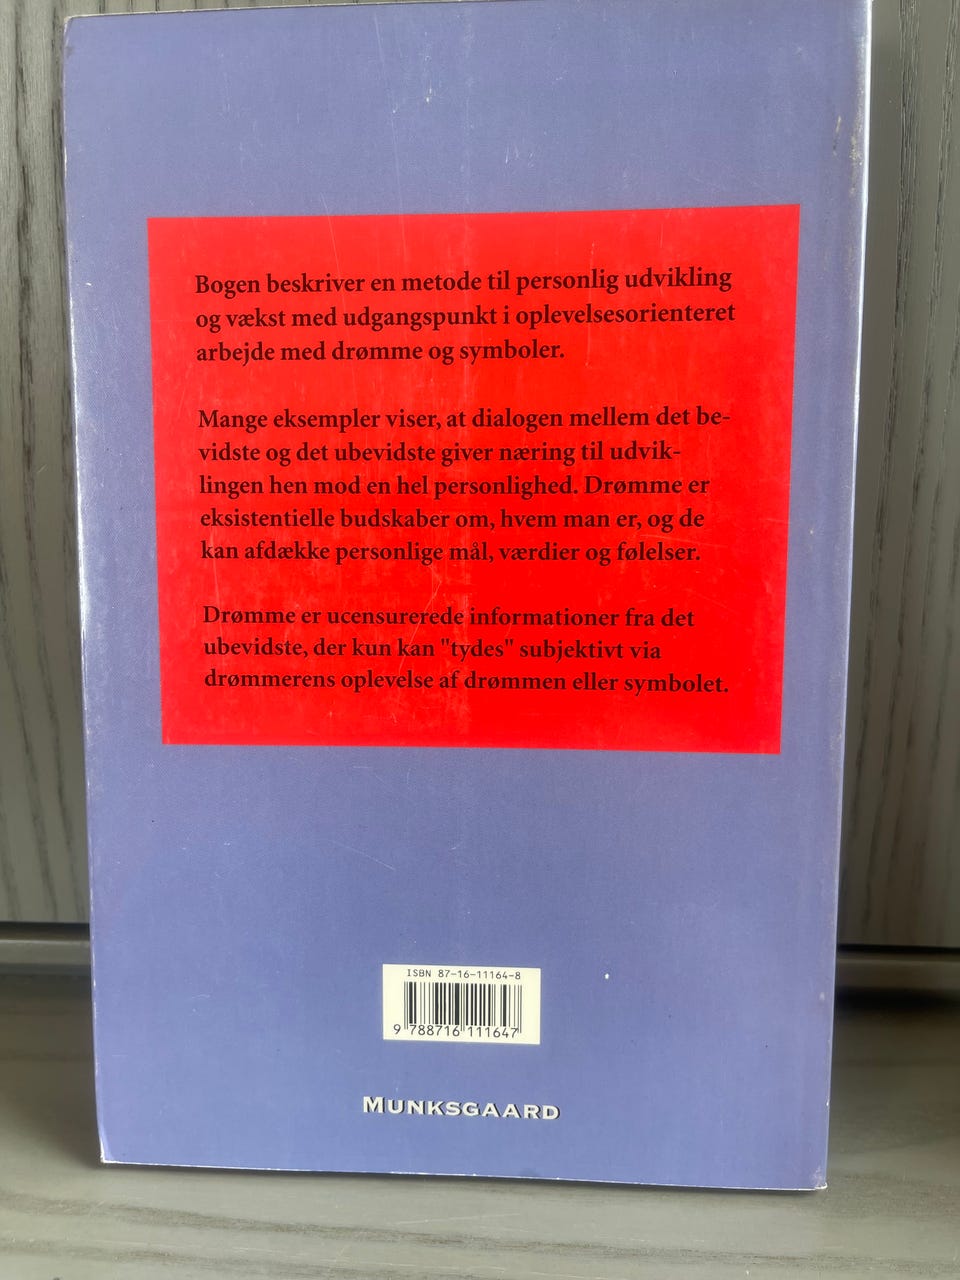 Bogen beskriver en metode til personlig udvikling
og vækst med udgangspunkt i oplevelsesorienteret
arbejde med drømme og symboler.
Mange eksempler viser, at dialogen mellem det be-
vidste og det ubevidste giver næring til udvik-
lingen hen mod en hel personlighed. Drømme er
eksistentielle budskaber om, hvem man er, og de
kan afdække personlige mål, værdier og følelser.
Drømme er ucensurerede informationer fra det
ubevidste, der kun kan "tydes" subjektivt via
drømmerens oplevelse af drømmen eller symbolet.
ISBN 87-16-11164-8
9 788716 111647
MUNKSGAARD